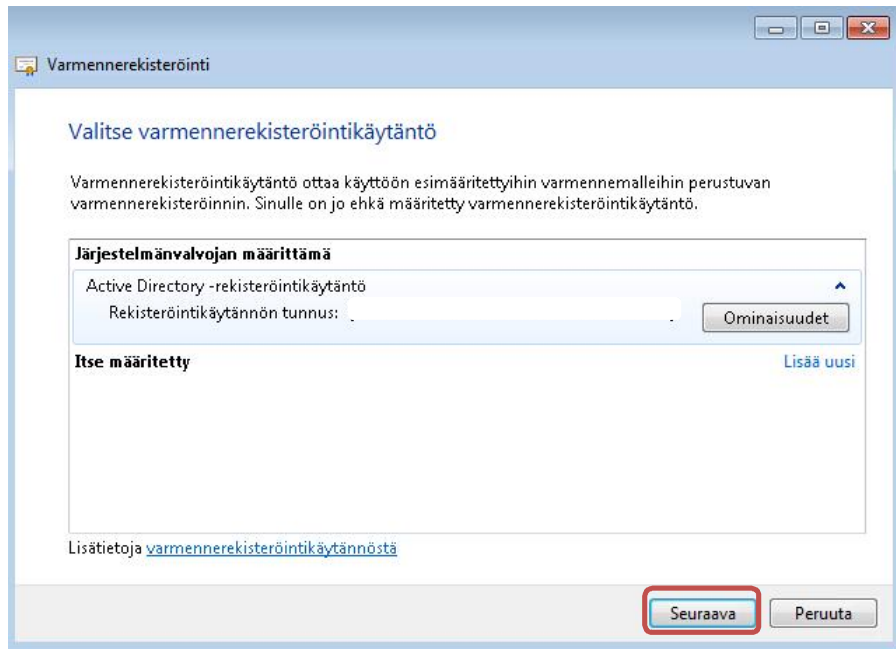 Varmennerekisteröinti
Valitse varmennerekisteröintikäytäntö
Varmennerekisteröintikäytäntö ottaa käyttöön esimääritettyihin varmennemalleihin perustuvan
varmennerekisteröinnin. Sinulle on jo ehkä määritetty varmennerekisteröintikäytäntö.
Järjestelmänvalvojan määrittämä
Active Directory -rekisteröintikäytäntö
Rekisteröintikäytännön tunnus:
Ominaisuudet
Itse määritetty
Lisää uusi
Lisätietoja varmennerekisteröintikäytännöstä
Seuraava
Peruuta